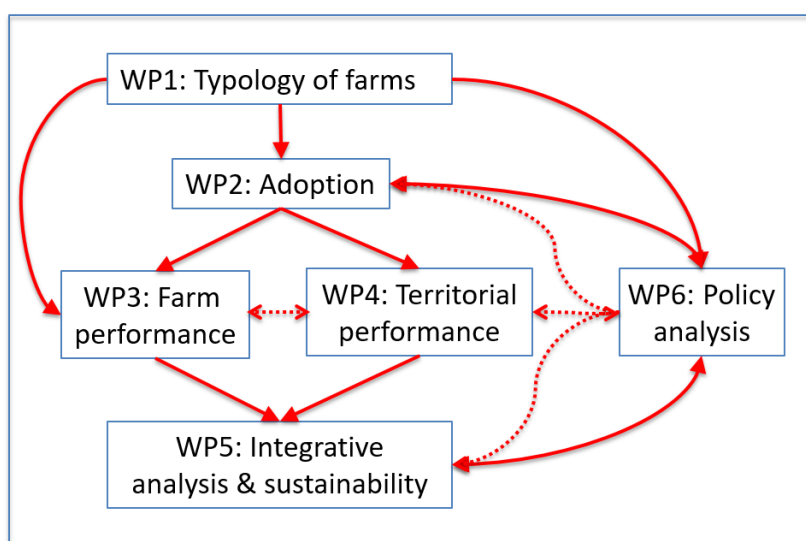 WP1: Typology of farms
WP2: Adoption
WP3: Farm
performance
WP4: Territorial
performance
WP6: Policy
analysis
WP5: Integrative
analysis & sustainability